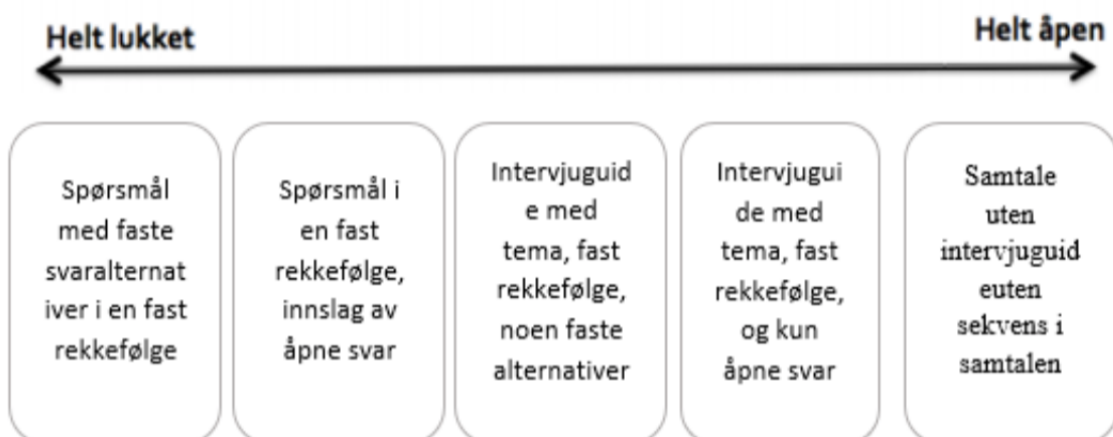 Helt lukket
Helt åpen
Spørsmål
med faste
svaralternat
iver i en fast
rekkefølge
Spørsmål i
en fast
rekkefølge,
innslag av
åpne svar
Intervjuguid
e med
tema, fast
rekkefølge,
noen faste
alternativer
Intervjugui
de med
tema, fast
rekkefølge,
og kun
åpne svar
Samtale
uten
intervjuguid
euten
sekvens i
samtalen